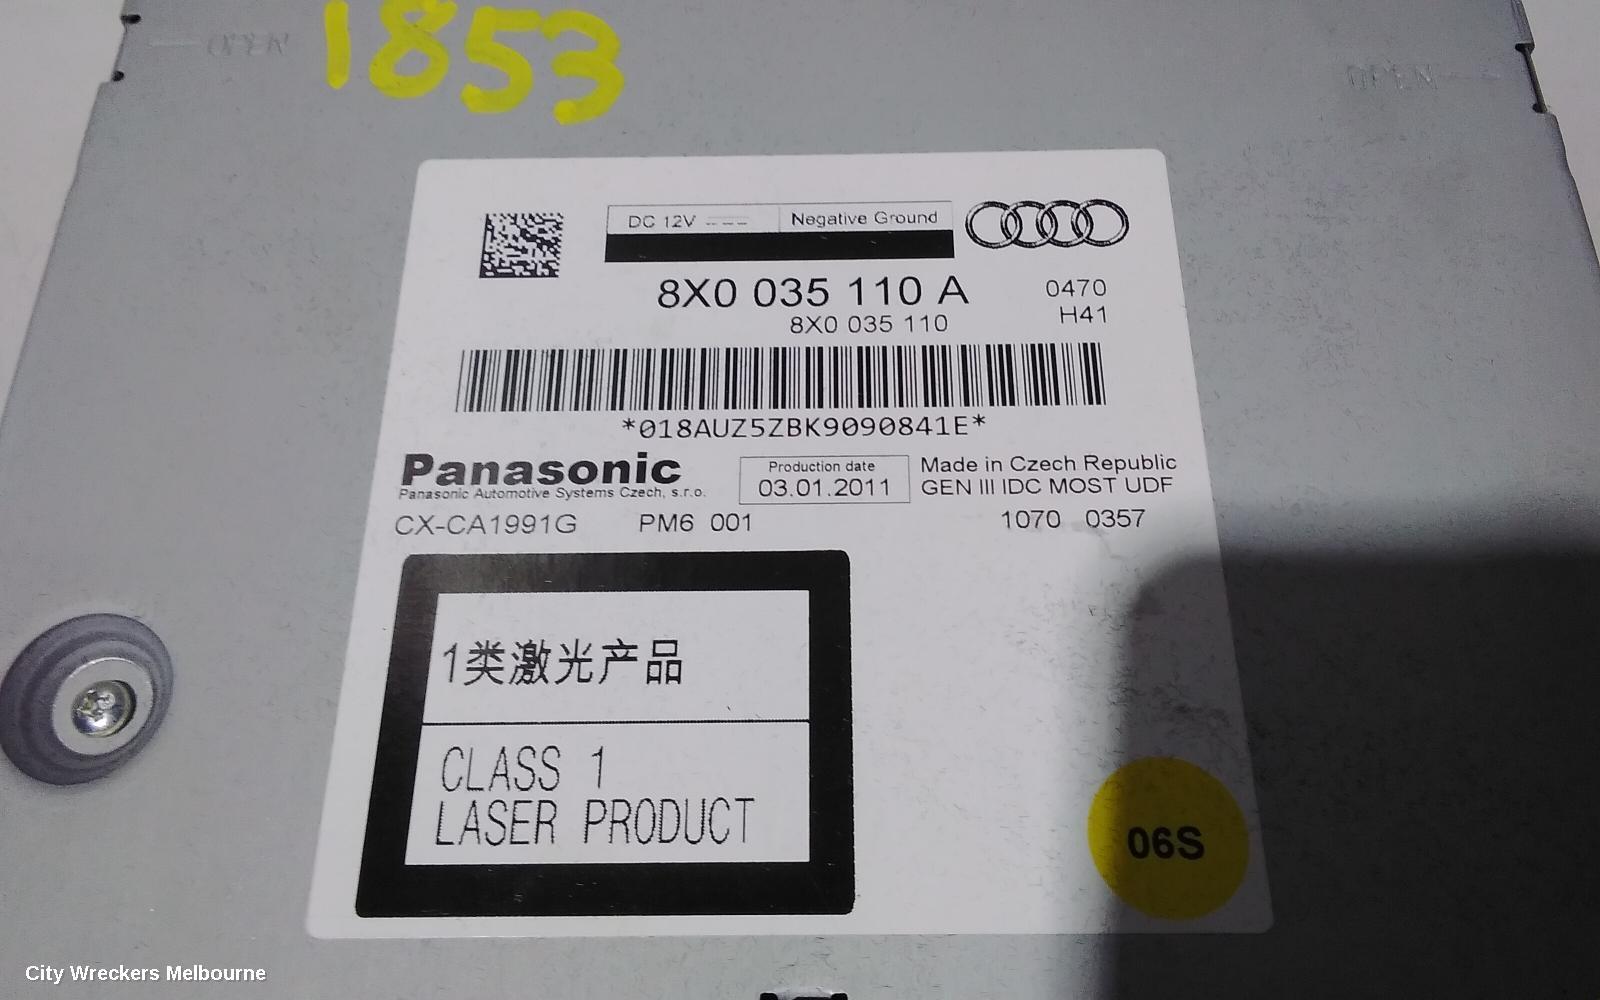 1853
OPEN
OPEN
DC 12V
Negative Ground
8X0 035 110 A
0470
8X0 035 110
H41
*018AUZ5ZBK9090841E*
Panasonic
Panasonic Automotive Systems Czech, s.r.o.
Production date
03.01.2011
Made in Czech Republic
GEN III IDC MOST UDF
CX-CA1991G PM6 001
1070 0357
1类激光产品
CLASS 1
LASER PRODUCT
06S
City Wreckers Melbourne